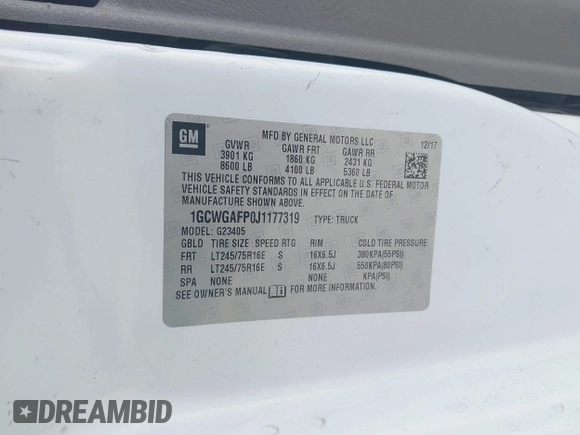 GM
MFD BY GENERAL MOTORS LLC
GVWR GAWR FRT GAWR RR 12/17
3901 KG 1860 KG 2431 KG
8600 LB 4100 LB 5360 LB
THIS VEHICLE CONFORMS TO ALL APPLICABLE U.S. FEDERAL MOTOR
VEHICLE SAFETY STANDARDS IN EFFECT ON THE DATE OF
MANUFACTURE SHOWN ABOVE.
1GCWGAFP0J1177319 TYPE: TRUCK
MODEL: G23405
GBLD TIRE SIZE SPEED RTG RIM COLD TIRE PRESSURE
FRT LT245/75R16E S 16X6.5J 380KPA(55PSI)
RR LT245/75R16E S 16X6.5J 550KPA(80PSI)
SPA NONE NONE KPA(PSI)
SEE OWNER'S MANUAL FOR MORE INFORMATION.
DREAMBID